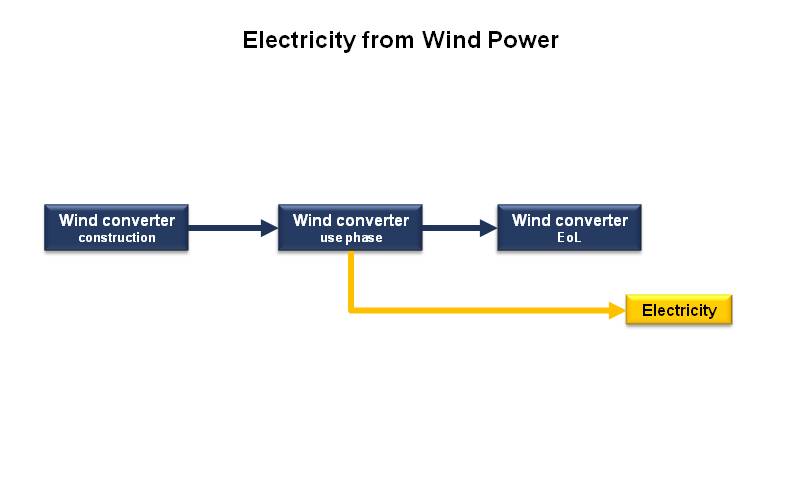 Electricity from Wind Power
Wind converter
construction
Wind converter
use phase
Wind converter
EoL
Electricity